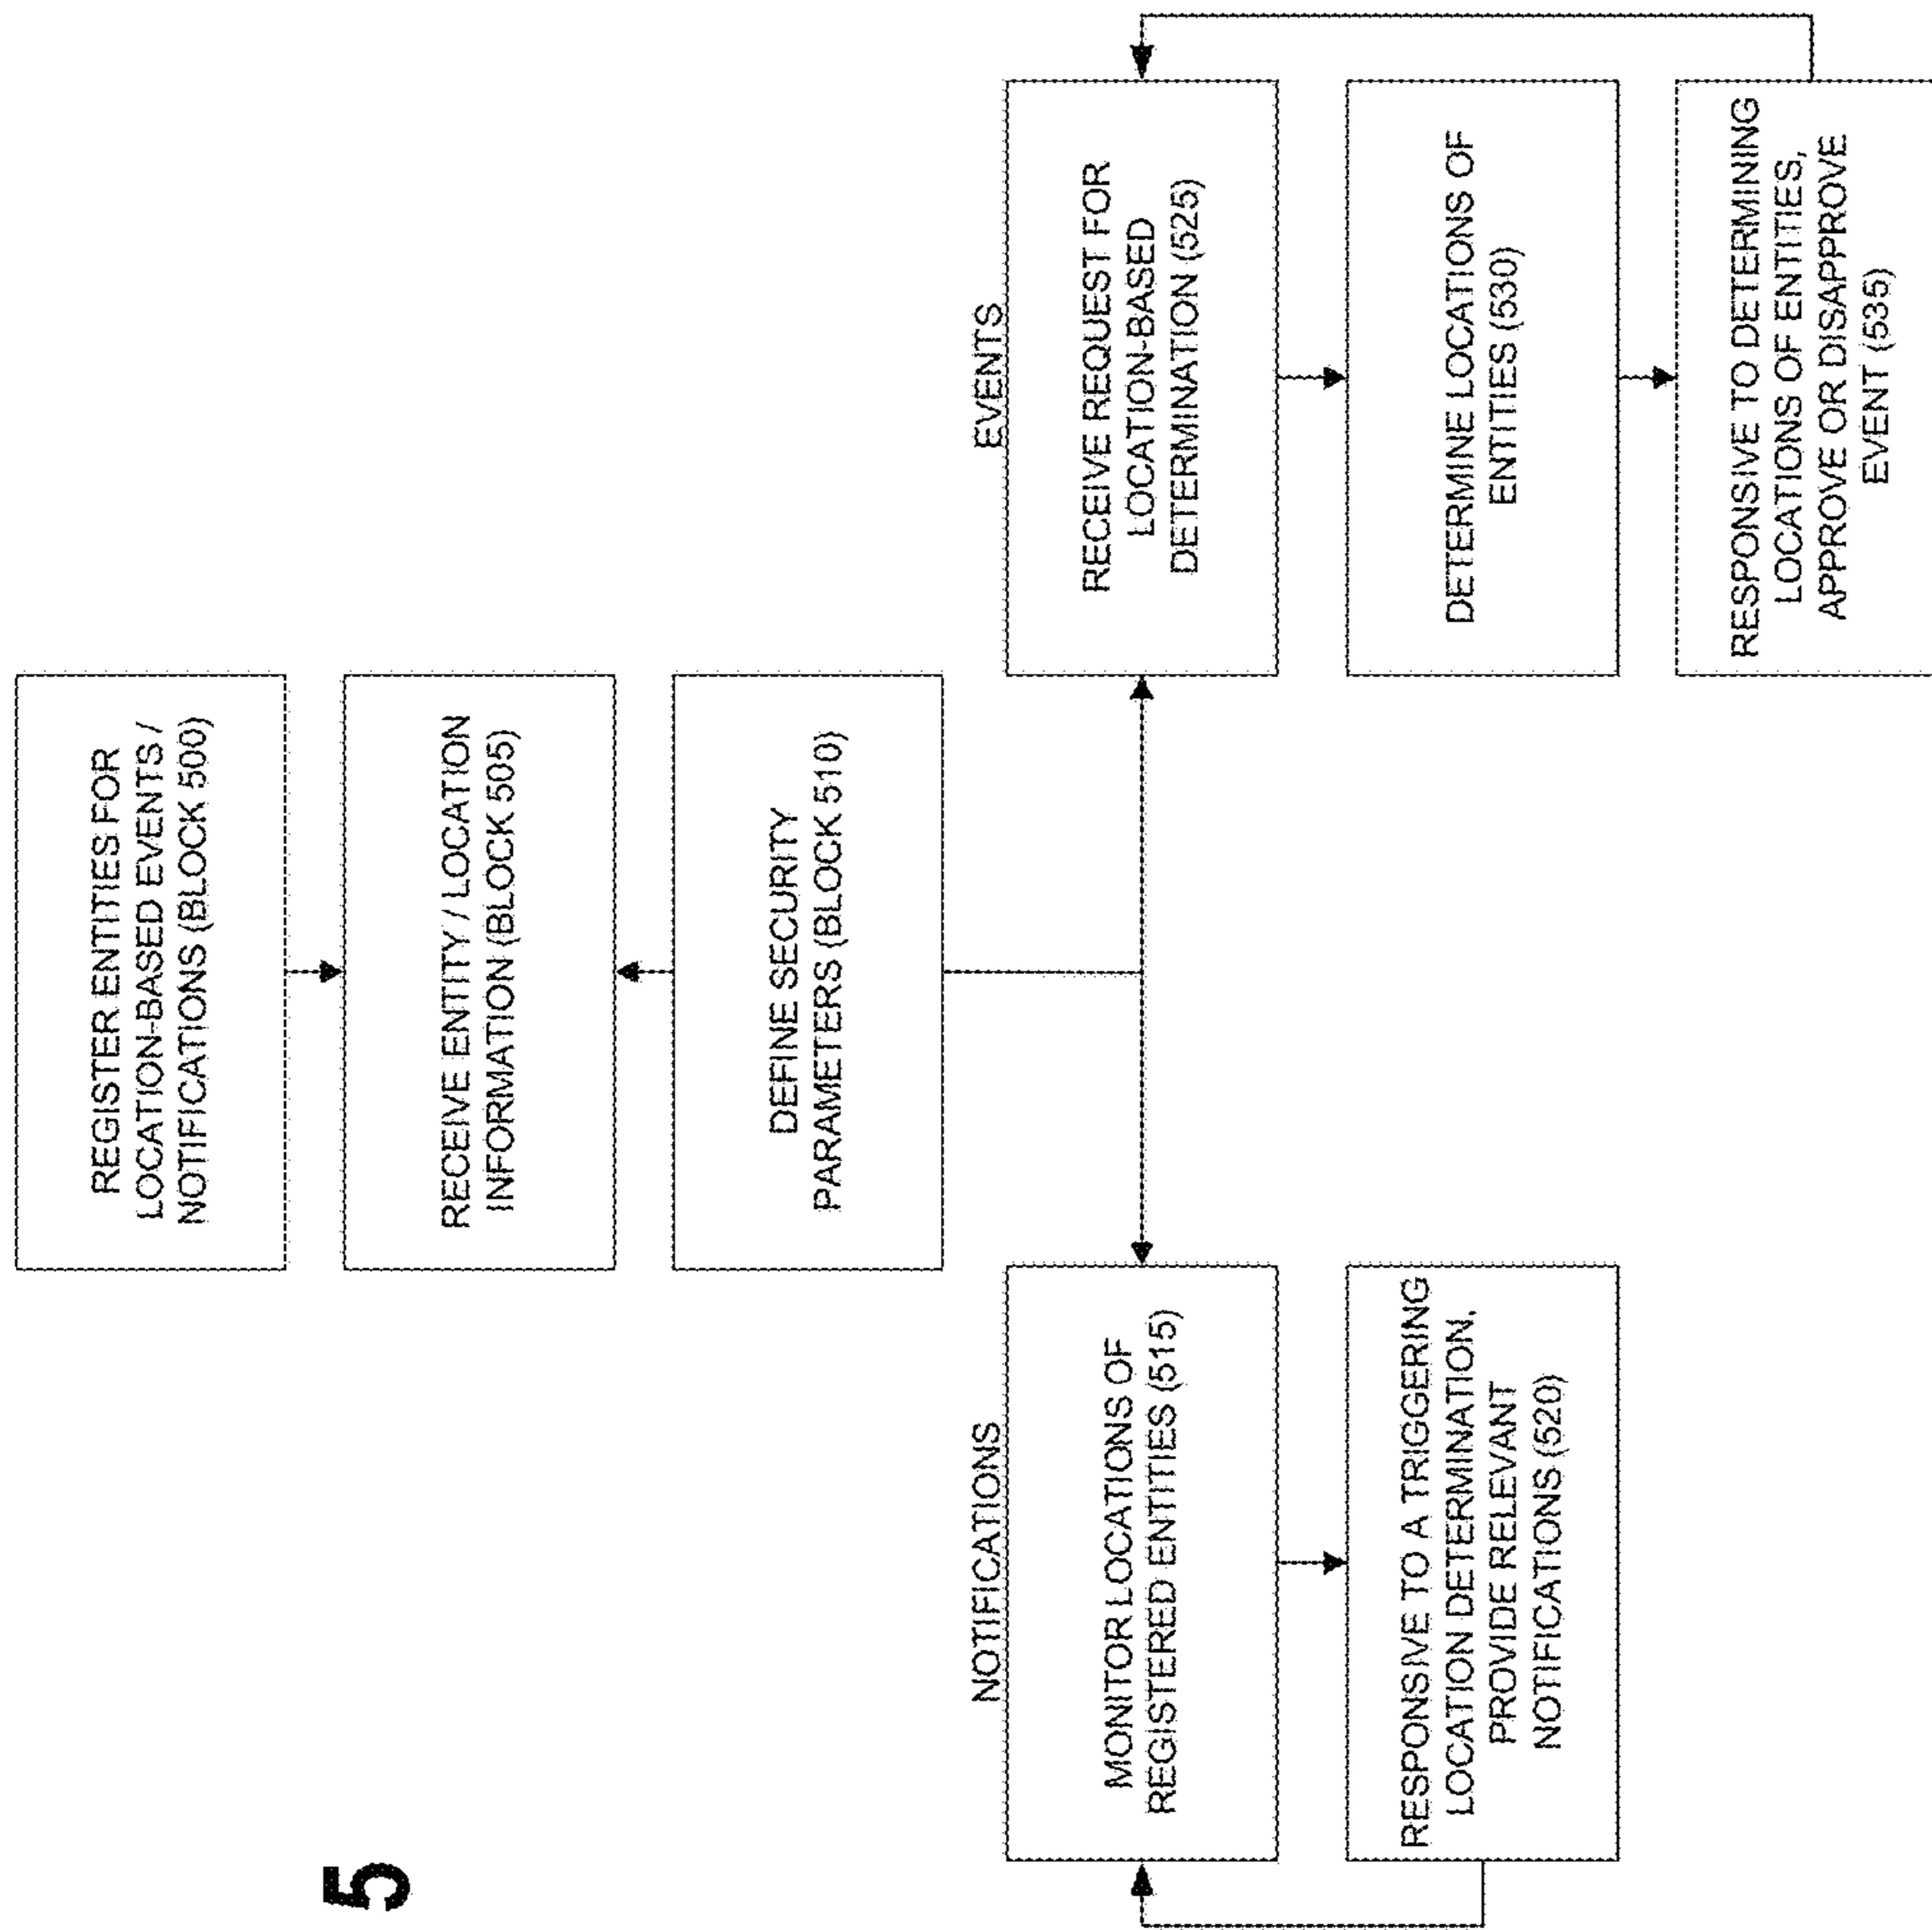 5
REGISTER ENTITIES FOR
LOCATION-BASED EVENTS /
NOTIFICATIONS (BLOCK 500)
RECEIVE ENTITY / LOCATION
INFORMATION (BLOCK 505)
DEFINE SECURITY
PARAMETERS (BLOCK 510)
NOTIFICATIONS
MONITOR LOCATIONS OF
REGISTERED ENTITIES (515)
RESPONSIVE TO A TRIGGERING
LOCATION DETERMINATION,
PROVIDE RELEVANT
NOTIFICATIONS (520)
EVENTS
RECEIVE REQUEST FOR
LOCATION-BASED
DETERMINATION (525)
DETERMINE LOCATIONS OF
ENTITIES (530)
RESPONSIVE TO DETERMINING
LOCATIONS OF ENTITIES,
APPROVE OR DISAPPROVE
EVENT (535)